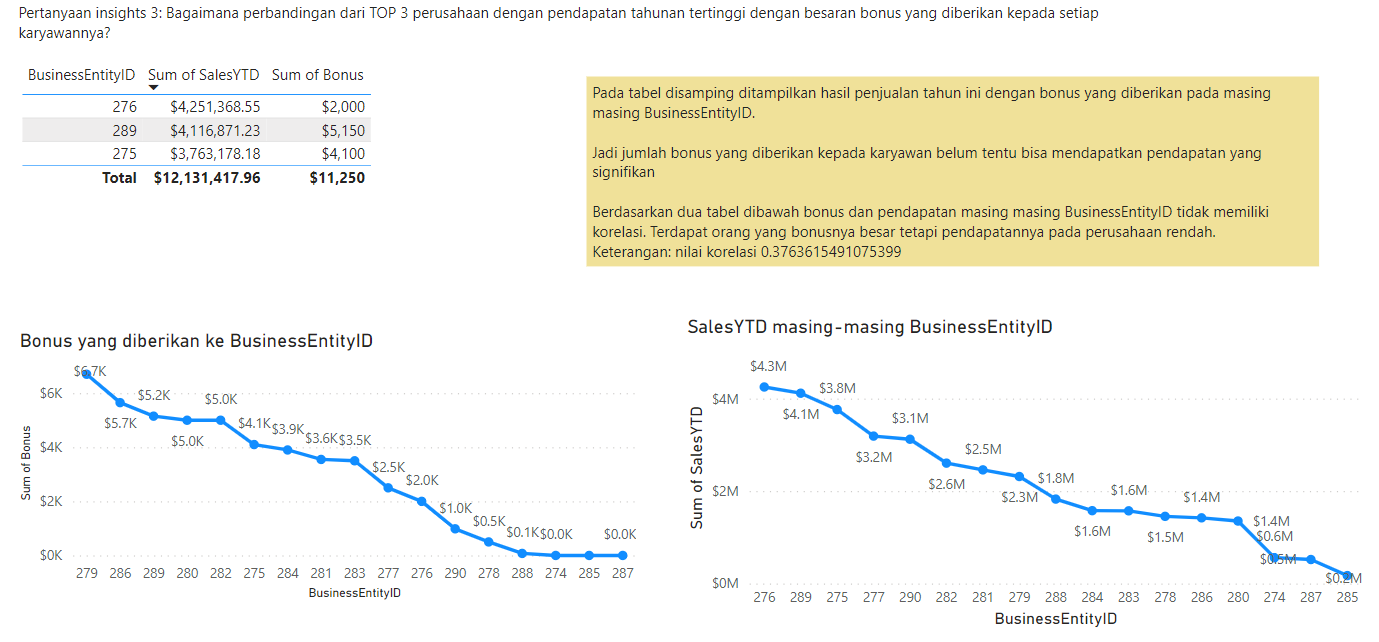 Pertanyaan insights 3: Bagaimana perbandingan dari TOP 3 perusahaan dengan pendapatan tahunan tertinggi dengan besaran bonus yang diberikan kepada setiap
karyawannya?
BusinessEntityID Sum of SalesYTD Sum of Bonus
276 $4,251,368.55 $2,000
289 $4,116,871.23 $5,150
275 $3,763,178.18 $4,100
Total $12,131,417.96 $11,250
Pada tabel disamping ditampilkan hasil penjualan tahun ini dengan bonus yang diberikan pada masing
masing BusinessEntityID.
Jadi jumlah bonus yang diberikan kepada karyawan belum tentu bisa mendapatkan pendapatan yang
signifikan
Berdasarkan dua tabel dibawah bonus dan pendapatan masing masing BusinessEntityID tidak memiliki
korelasi. Terdapat orang yang bonusnya besar tetapi pendapatannya pada perusahaan rendah.
Keterangan: nilai korelasi 0.3763615491075399
Bonus yang diberikan ke BusinessEntityID
Sum of Bonus
$6K
$4K
$2K
$0K
$6.7K
$5.7K
$5.2K
$5.0K
$5.0K
$4.1K
$3.9K
$3.6K
$3.5K
$2.5K
$2.0K
$1.0K
$0.5K
$0.1K
$0.0K
$0.0K
279 286 289 280 282 275 284 281 283 277 276 290 278 288 274 285 287
BusinessEntityID
SalesYTD masing-masing BusinessEntityID
Sum of SalesYTD
$4M
$2M
$0M
$4.3M
$4.1M
$3.8M
$3.2M
$3.1M
$2.6M
$2.5M
$2.3M
$1.8M
$1.6M
$1.6M
$1.5M
$1.4M
$1.4M
$0.6M
$0.5M
$0.2M
276 289 275 277 290 282 281 279 288 284 283 278 286 280 274 287 285
BusinessEntityID